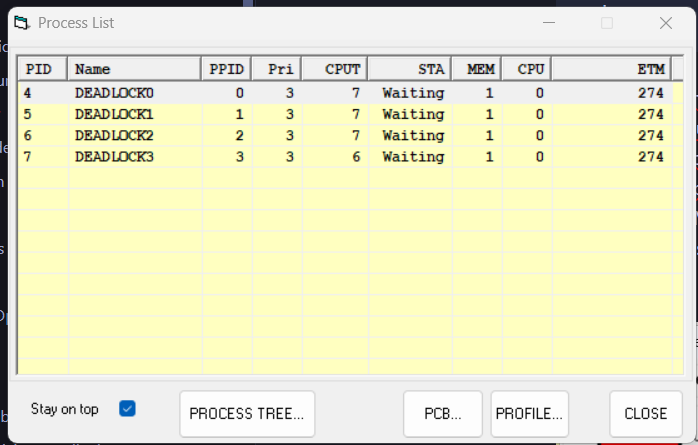 Process List
PID Name PPID Pri CPUT STA MEM CPU ETM
4 DEADLOCK0 0 3 7 Waiting 1 0 274
5 DEADLOCK1 1 3 7 Waiting 1 0 274
6 DEADLOCK2 2 3 7 Waiting 1 0 274
7 DEADLOCK3 3 3 6 Waiting 1 0 274
Stay on top PROCESS TREE... PCB... PROFILE... CLOSE